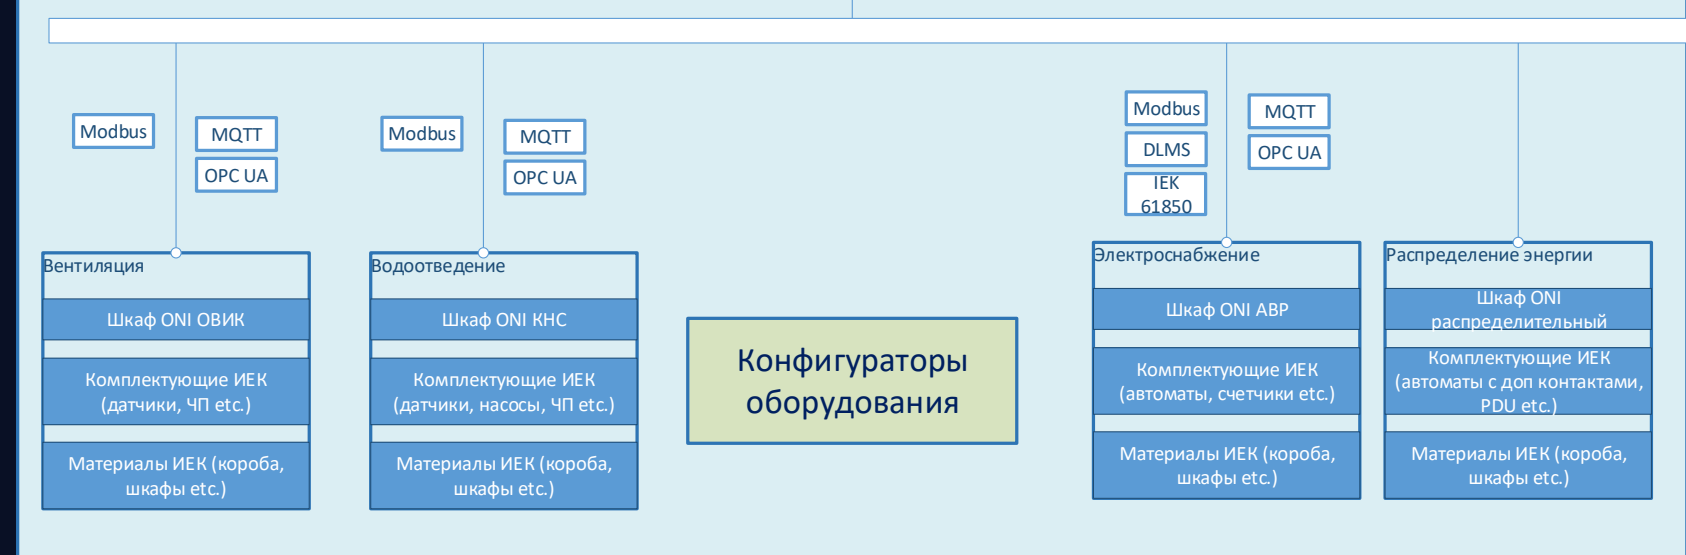 Modbus
MQTT
OPC UA
Modbus
MQTT
OPC UA
Modbus
DLMS
IEK
61850
MQTT
OPC UA
Вентиляция
Шкаф ONI ОВИК
Комплектующие ИЕК
(датчики, ЧП etc.)
Материалы ИЕК (короба,
шкафы etc.)
Водоотведение
Шкаф ONI КНС
Комплектующие ИЕК
(датчики, насосы, ЧП etc.)
Материалы ИЕК (короба,
шкафы etc.)
Конфигураторы
оборудования
Электроснабжение
Шкаф ONI АВР
Комплектующие ИЕК
(автоматы, счетчики etc.)
Материалы ИЕК (короба,
шкафы etc.)
Распределение энергии
Шкаф ONI
распределительный
Комплектующие ИЕК
(автоматы с доп контактами,
PDU etc.)
Материалы ИЕК (короба,
шкафы etc.)